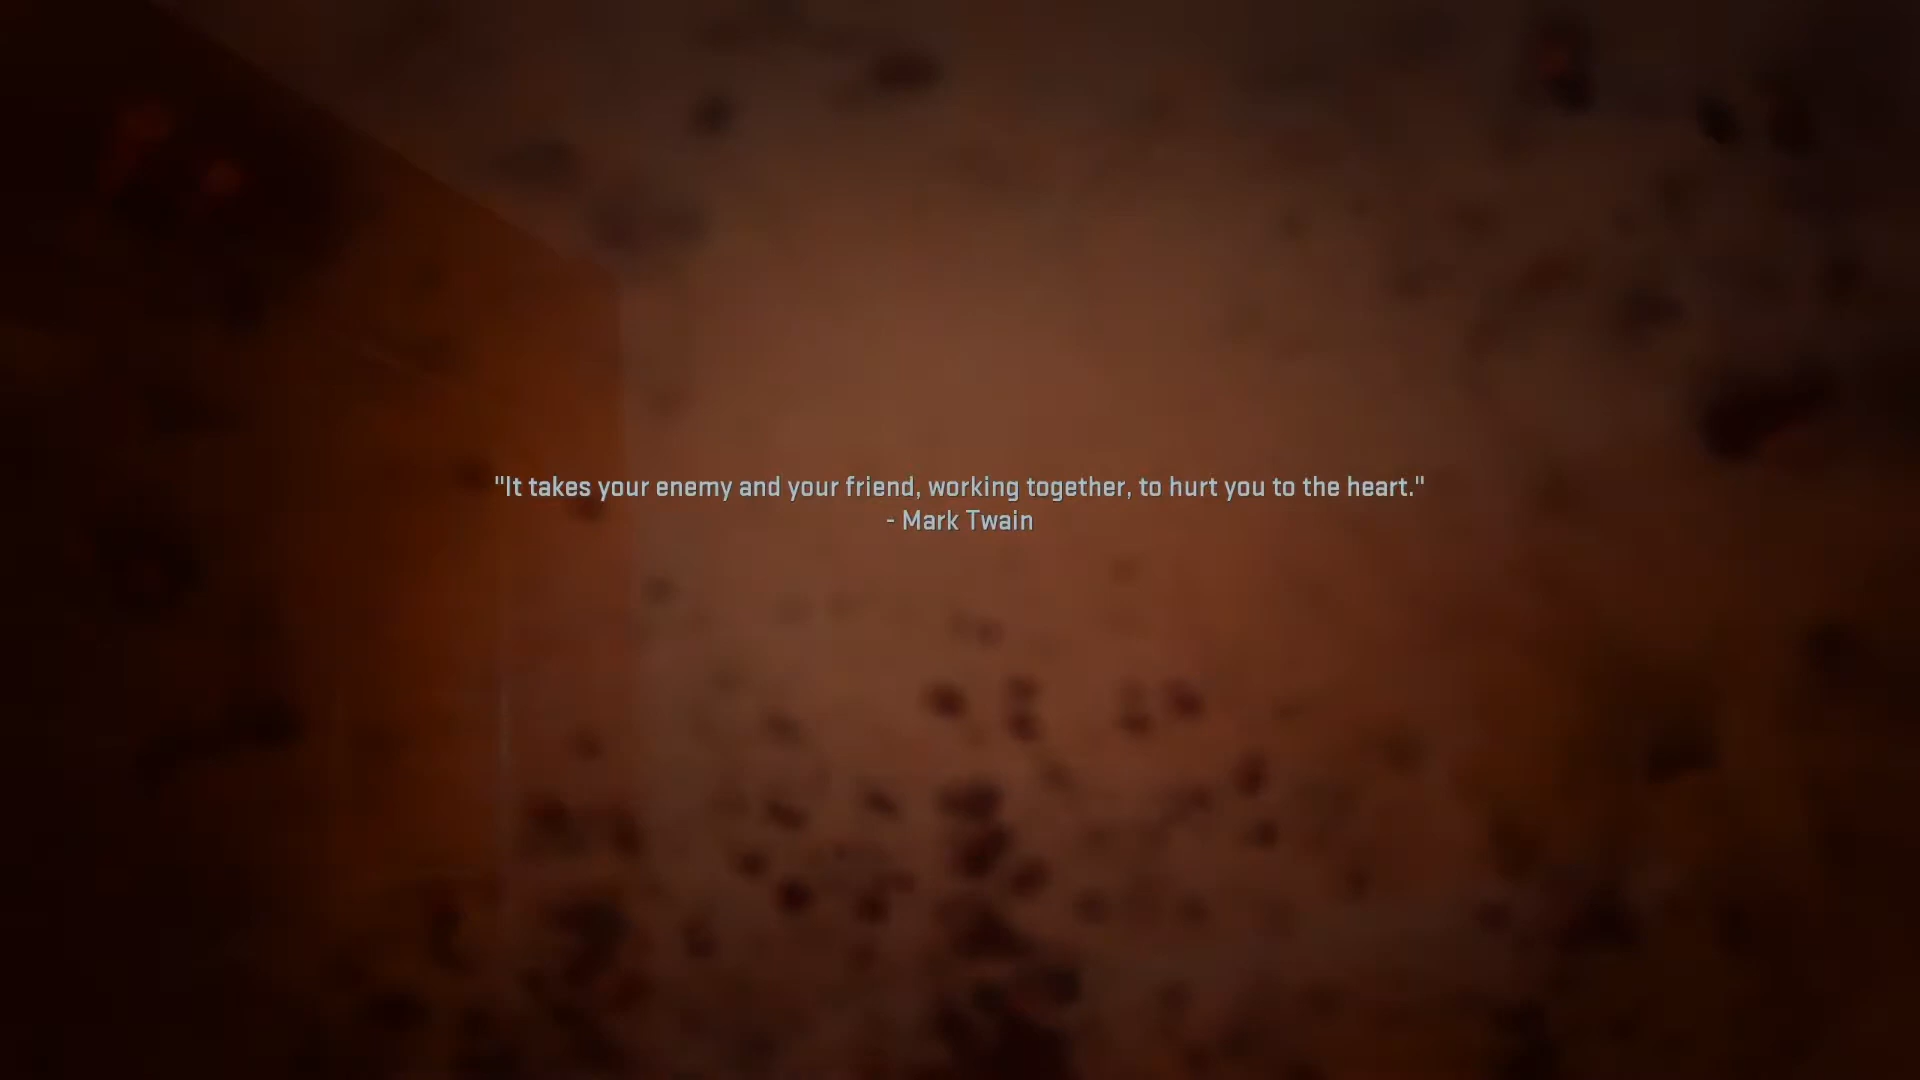 "It takes your enemy and your friend, working together, to hurt you to the heart."
- Mark Twain